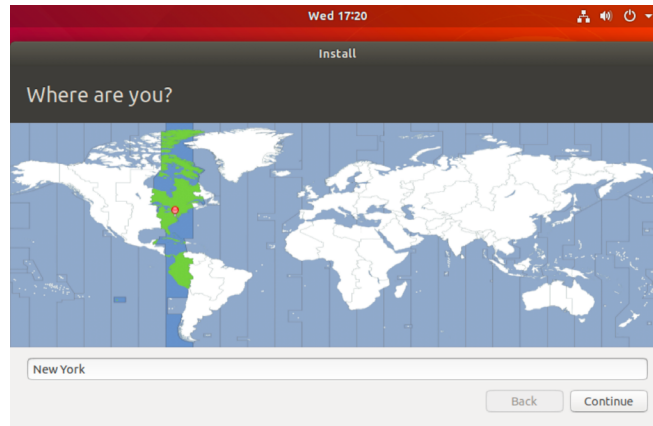 Wed 17:20
Install
Where are you?
New York
Back
Continue